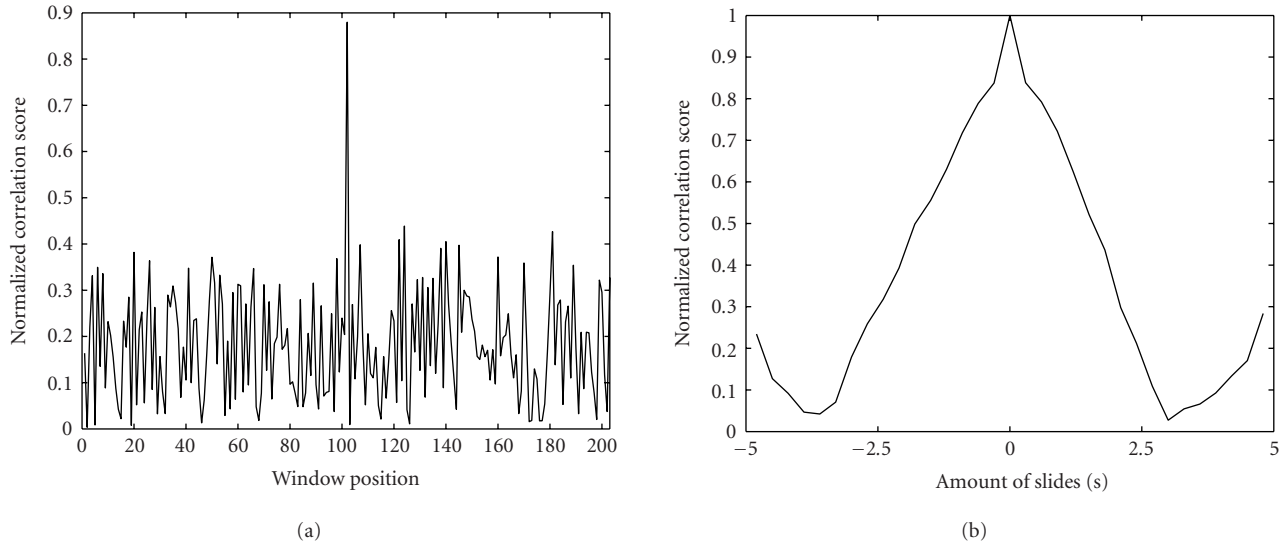 Normalized correlation score
0.9
0.8
0.7
0.6
0.5
0.4
0.3
0.2
0.1
0
0 20 40 60 80 100 120 140 160 180 200
Window position
(a)
Normalized correlation score
1
0.9
0.8
0.7
0.6
0.5
0.4
0.3
0.2
0.1
0
−5 −2.5 0 2.5 5
Amount of slides (s)
(b)